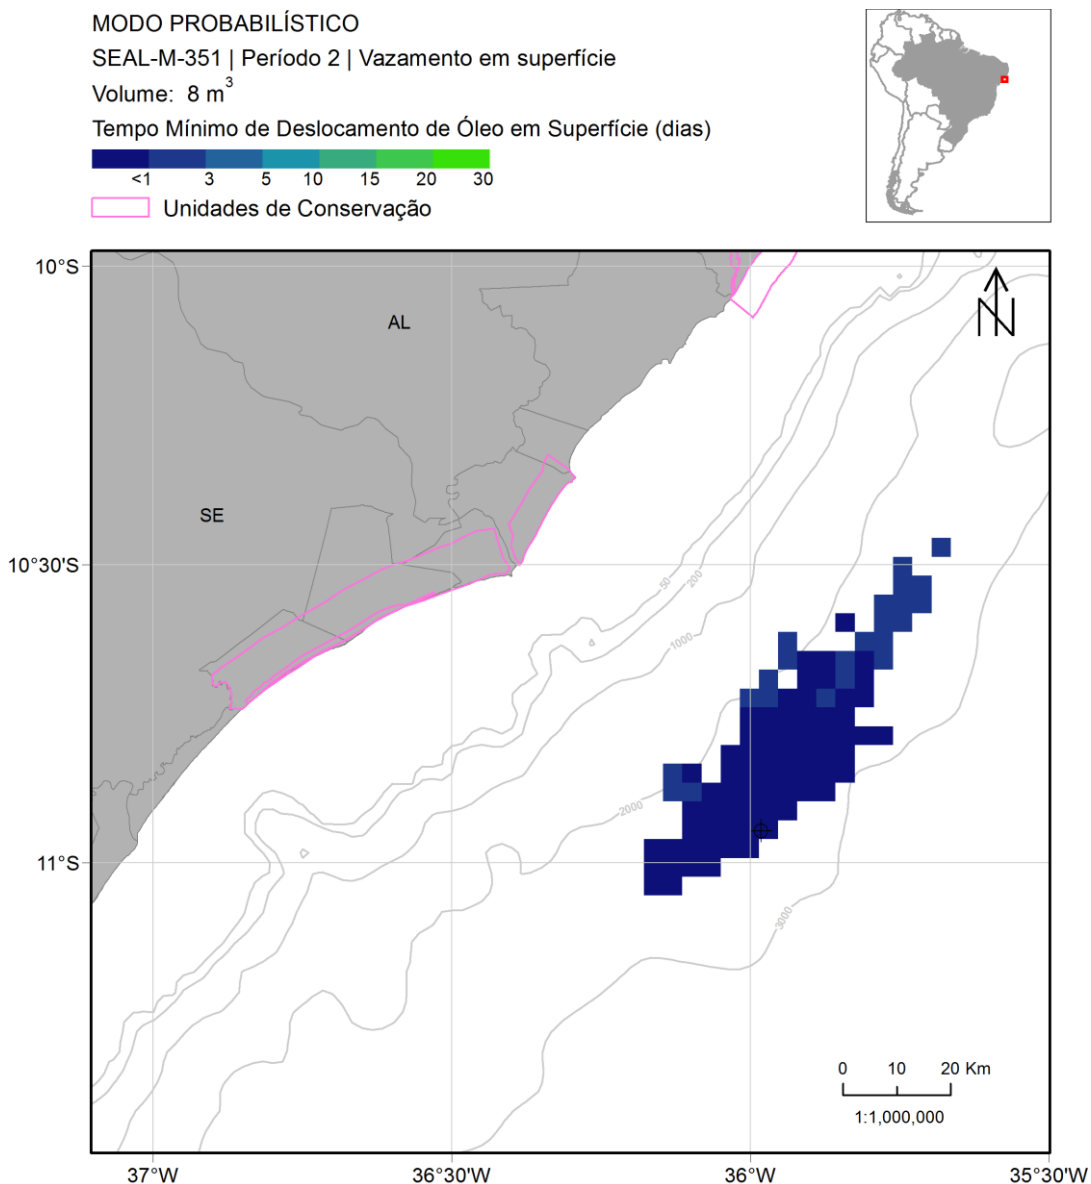 MODO PROBABILÍSTICO
SEAL-M-351 | Período 2 | Vazamento em superfície
Volume: 8 m³
Tempo Mínimo de Deslocamento de Óleo em Superfície (dias)
<1 3 5 10 15 20 30
Unidades de Conservação
10°S
AL
N
SE
10°30'S
50
200
1000
2000
11°S
3000
0 10 20 Km
1:1,000,000
37°W 36°30'W 36°W 35°30'W